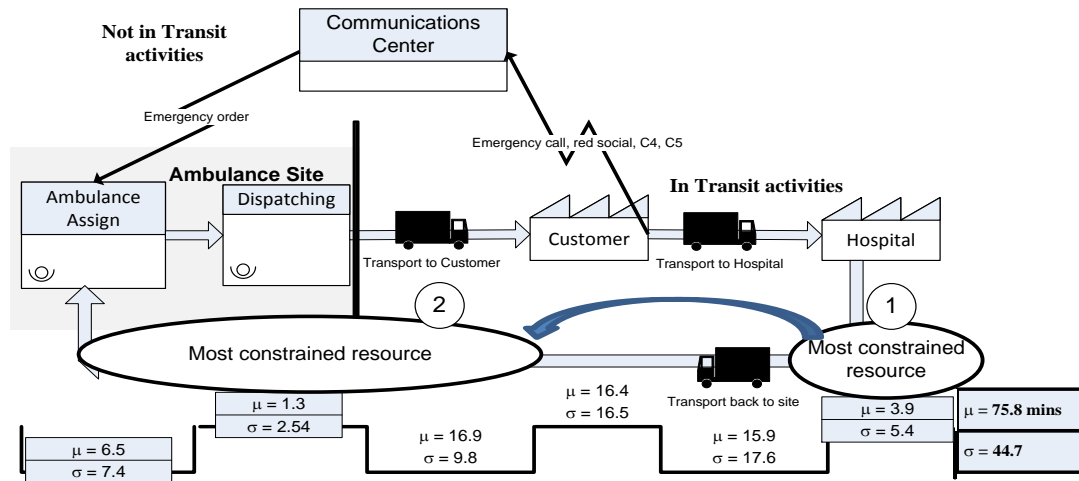 Not in Transit
activities
Communications
Center
Emergency order
Emergency call, red social, C4, C5
Ambulance Site
In Transit activities
Ambulance
Assign
Dispatching
Customer
Hospital
Transport to Customer
Transport to Hospital
2
1
Most constrained resource
Most constrained
resource
Transport back to site
μ = 6.5
σ = 7.4
μ = 1.3
σ = 2.54
μ = 16.9
σ = 9.8
μ = 16.4
σ = 16.5
μ = 15.9
σ = 17.6
μ = 3.9
σ = 5.4
μ = 75.8 mins
σ = 44.7